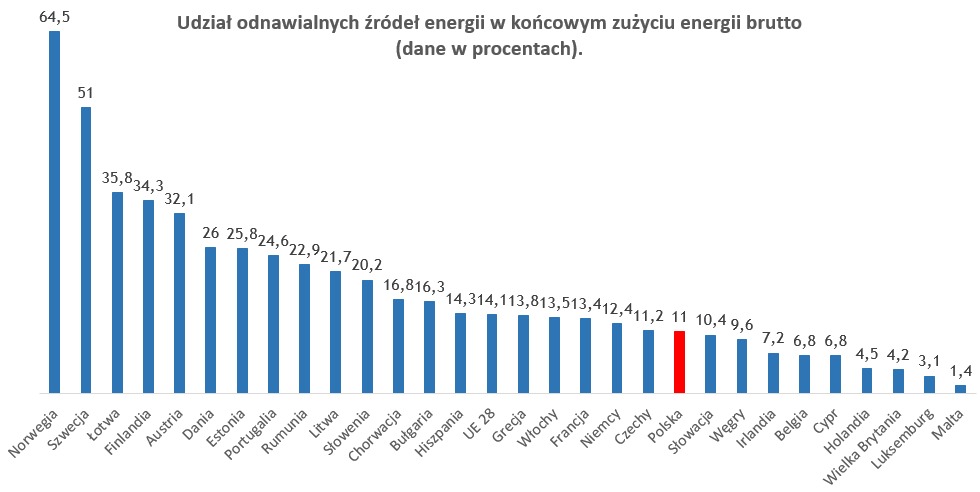 Udział odnawialnych źródeł energii w końcowym zużyciu energii brutto
(dane w procentach).
64,5
51
35,8
34,3
32,1
26
25,8
24,6
22,9
21,7
20,2
16,8
16,3
14,3
14,1
13,8
13,5
13,4
12,4
11,2
11
10,4
9,6
7,2
6,8
6,8
4,5
4,2
3,1
1,4
Norwegia
Szwecja
Łotwa
Finlandia
Austria
Dania
Estonia
Portugalia
Rumunia
Litwa
Słowenia
Chorwacja
Bułgaria
Hiszpania
UE 28
Grecja
Włochy
Francja
Niemcy
Czechy
Polska
Słowacja
Węgry
Irlandia
Belgia
Cypr
Holandia
Wielka Brytania
Luksemburg
Malta